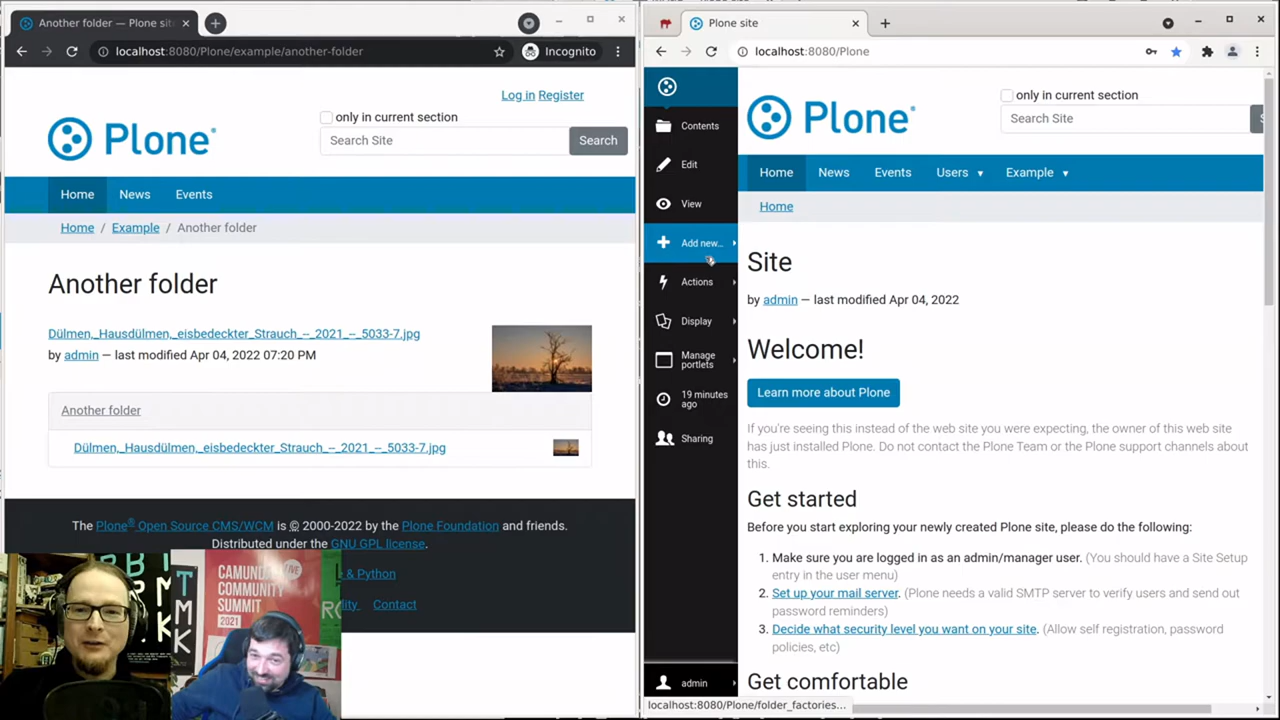 Another folder — Plone sit
localhost:8080/Plone/example/another-folder
Incognito
Log in Register
only in current section
Plone®
Search Site
Search
Home
News
Events
Home / Example / Another folder
Another folder
Dülmen,_Hausdülmen,_eisbedeckter_Strauch_--_2021_--_5033-7.jpg
by admin — last modified Apr 04, 2022 07:20 PM
Another folder
Dülmen,_Hausdülmen,_eisbedeckter_Strauch_--_2021_--_5033-7.jpg
The Plone® Open Source CMS/WCM is © 2000-2022 by the Plone Foundation and friends.
Distributed under the GNU GPL license.
& Python
Contact
CAMUNDA
COMMUNITY
SUMMIT
2021
LIVE
TMK
Plone site
localhost:8080/Plone
Contents
Edit
View
Add new...
Actions
Display
Manage
portlets
19 minutes
ago
Sharing
admin
only in current section
Plone®
Search Site
S
Home
News
Events
Users
Example
Home
Site
by admin — last modified Apr 04, 2022
Welcome!
Learn more about Plone
If you're seeing this instead of the web site you were expecting, the owner of this web site
has just installed Plone. Do not contact the Plone Team or the Plone support channels about
this.
Get started
Before you start exploring your newly created Plone site, please do the following:
1. Make sure you are logged in as an admin/manager user. (You should have a Site Setup
entry in the user menu)
2. Set up your mail server. (Plone needs a valid SMTP server to verify users and send out
password reminders)
3. Decide what security level you want on your site. (Allow self registration, password
policies, etc)
Get comfortable
localhost:8080/Plone/folder_factories...